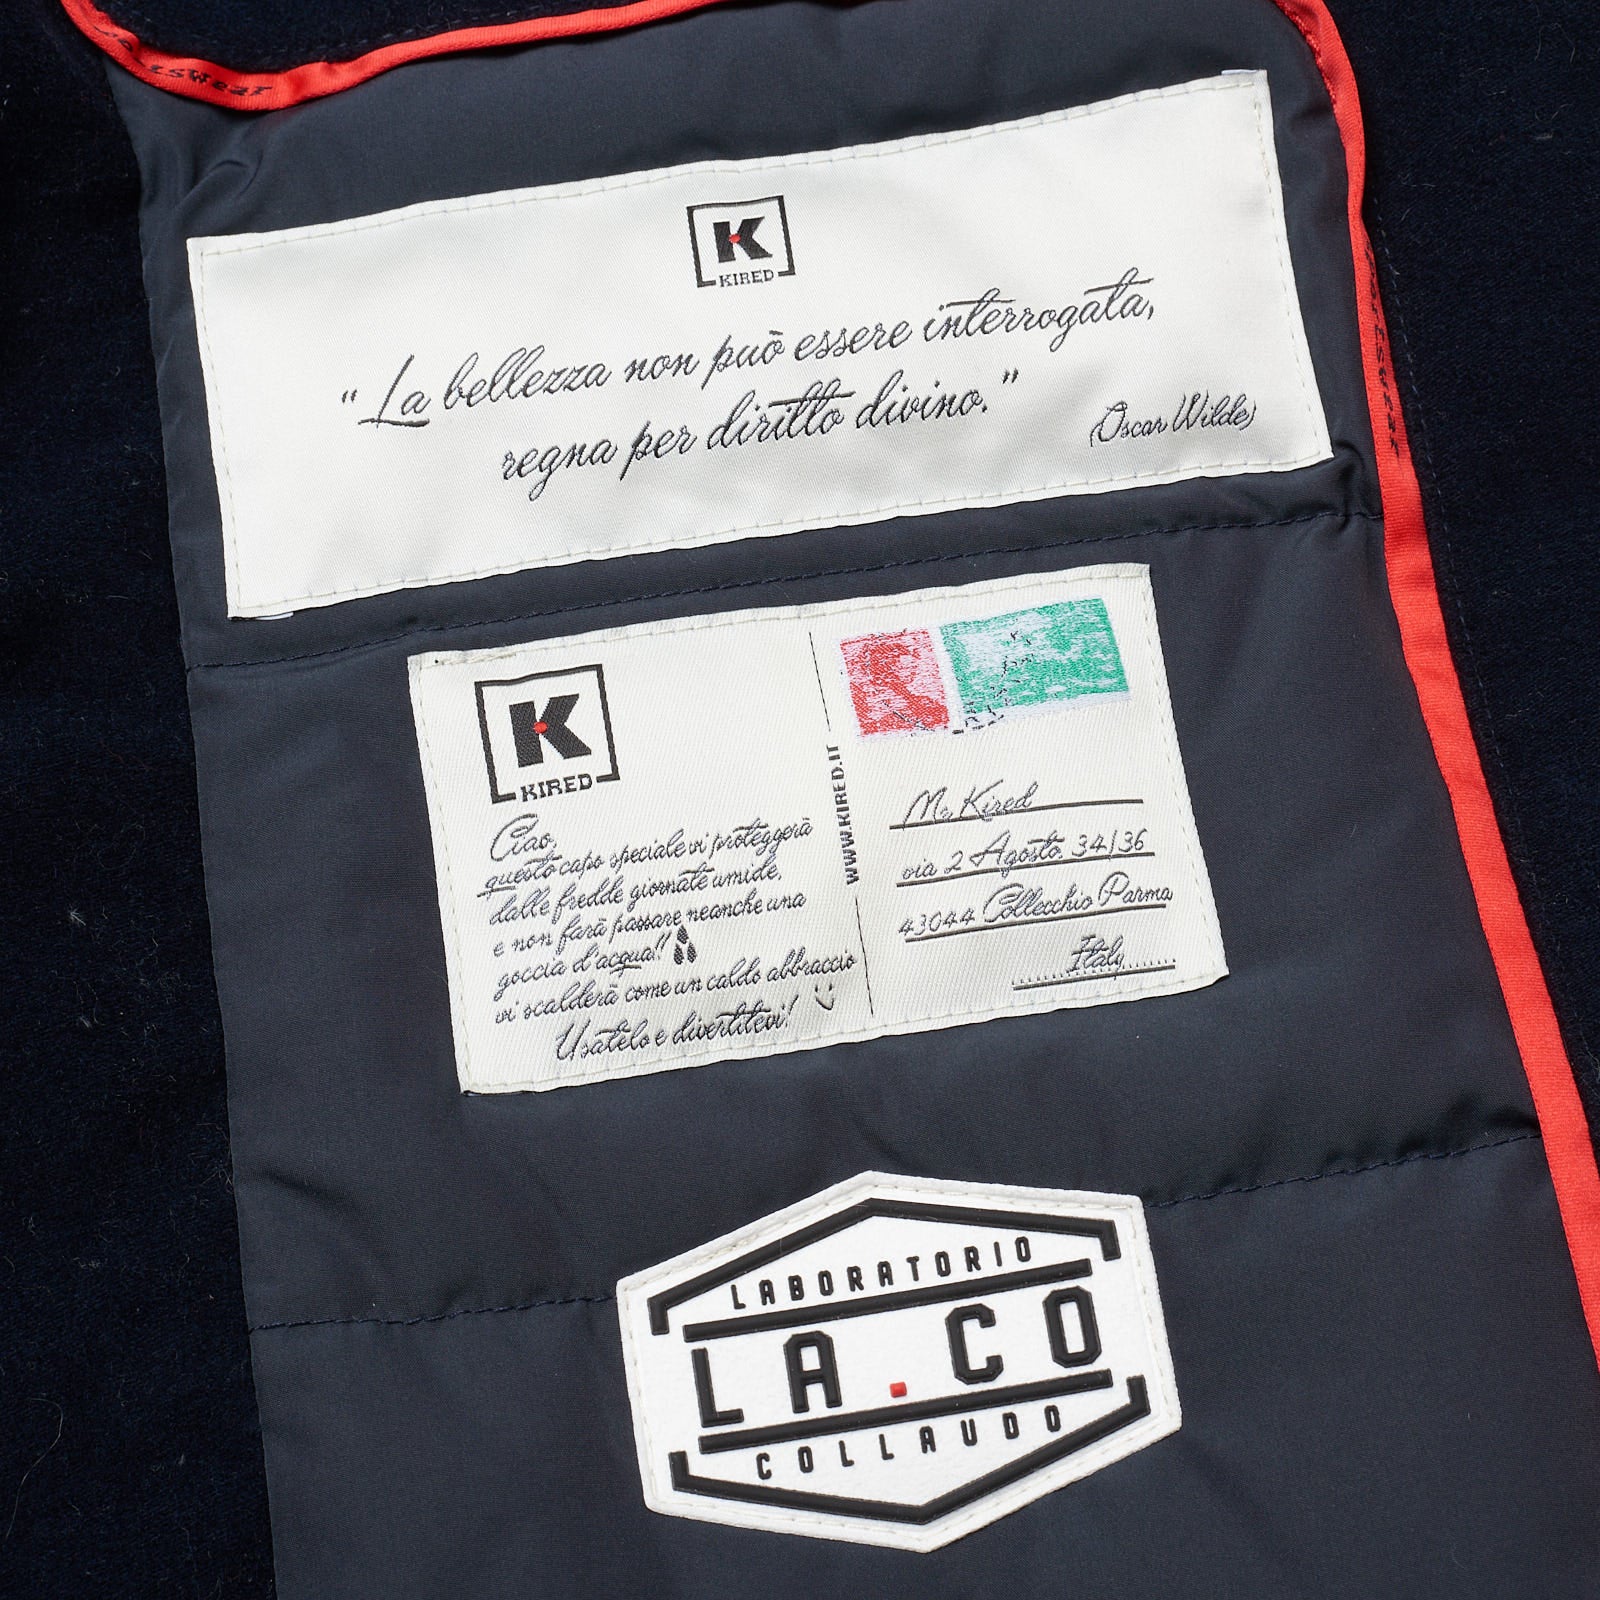 sWear
K
KIRED
"La bellezza non può essere interrogata,
regna per diritto divino."
(Oscar Wilde)
K
KIRED
Ciao,
questo capo speciale vi proteggerà
dalle fredde giornate umide,
e non farà passare neanche una
goccia d'acqua!!
vi scalderà come un caldo abbraccio
Usatelo e divertitevi!
WWW.KIRED.IT
Mr Kired
via 2 Agosto 34/36
43044 Collecchio Parma
Italy
LABORATORIO
LA.CO
COLLAUDO